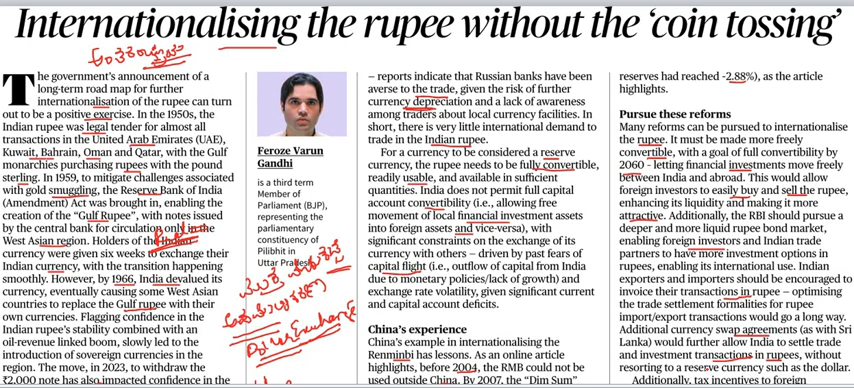 Internationalising the rupee without the ‘coin tossing’
The government’s announcement of a
long-term road map for further
internationalisation of the rupee can turn
out to be a positive exercise. In the 1950s, the
Indian rupee was legal tender for almost all
transactions in the United Arab Emirates (UAE),
Kuwait, Bahrain, Oman and Qatar, with the Gulf
monarchies purchasing rupees with the pound
sterling. In 1959, to mitigate challenges associated
with gold smuggling, the Reserve Bank of India
(Amendment) Act was brought in, enabling the
creation of the “Gulf Rupee”, with notes issued
by the central bank for circulation only in the
West Asian region. Holders of the Indian
currency were given six weeks to exchange their
Indian currency, with the transition happening
smoothly. However, by 1966, India devalued its
currency, eventually causing some West Asian
countries to replace the Gulf rupee with their
own currencies. Flagging confidence in the
Indian rupee’s stability combined with an
oil-revenue linked boom, slowly led to the
introduction of sovereign currencies in the
region. The move, in 2023, to withdraw the
₹2,000 note has also impacted confidence in the
Feroze Varun
Gandhi
is a third term
Member of
Parliament (BJP),
representing the
parliamentary
constituency of
Pilibhit in
Uttar Pradesh
– reports indicate that Russian banks have been
averse to the trade, given the risk of further
currency depreciation and a lack of awareness
among traders about local currency facilities. In
short, there is very little international demand to
trade in the Indian rupee.
For a currency to be considered a reserve
currency, the rupee needs to be fully convertible,
readily usable, and available in sufficient
quantities. India does not permit full capital
account convertibility (i.e., allowing free
movement of local financial investment assets
into foreign assets and vice-versa), with
significant constraints on the exchange of its
currency with others – driven by past fears of
capital flight (i.e., outflow of capital from India
due to monetary policies/lack of growth) and
exchange rate volatility, given significant current
and capital account deficits.
China’s experience
China’s example in internationalising the
Renminbi has lessons. As an online article
highlights, before 2004, the RMB could not be
used outside China. By 2007, the “Dim Sum”
reserves had reached -2.88%), as the article
highlights.
Pursue these reforms
Many reforms can be pursued to internationalise
the rupee. It must be made more freely
convertible, with a goal of full convertibility by
2060 - letting financial investments move freely
between India and abroad. This would allow
foreign investors to easily buy and sell the rupee,
enhancing its liquidity and making it more
attractive. Additionally, the RBI should pursue a
deeper and more liquid rupee bond market,
enabling foreign investors and Indian trade
partners to have more investment options in
rupees, enabling its international use. Indian
exporters and importers should be encouraged to
invoice their transactions in rupee – optimising
the trade settlement formalities for rupee
import/export transactions would go a long way.
Additional currency swap agreements (as with Sri
Lanka) would further allow India to settle trade
and investment transactions in rupees, without
resorting to a reserve currency such as the dollar.
Additionally, tax incentives to foreign